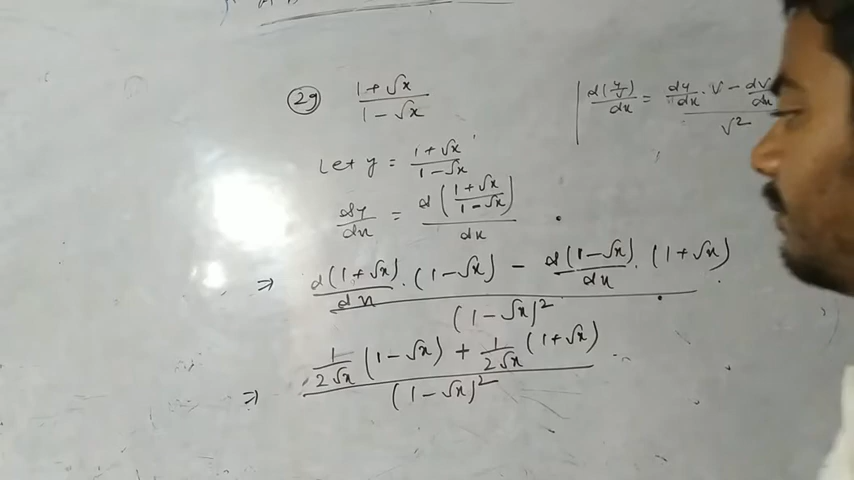 29 (1+√x)/(1-√x)
d(u/v)/dx = (du/dx . v - dv/dx)/v²
Let y = (1+√x)/(1-√x)
dy/dx = d((1+√x)/(1-√x))/dx
⇒ (d(1+√x)/dx . (1-√x) - d(1-√x)/dx . (1+√x))/(1-√x)²
⇒ (1/2√x (1-√x) + 1/2√x (1+√x))/(1-√x)²